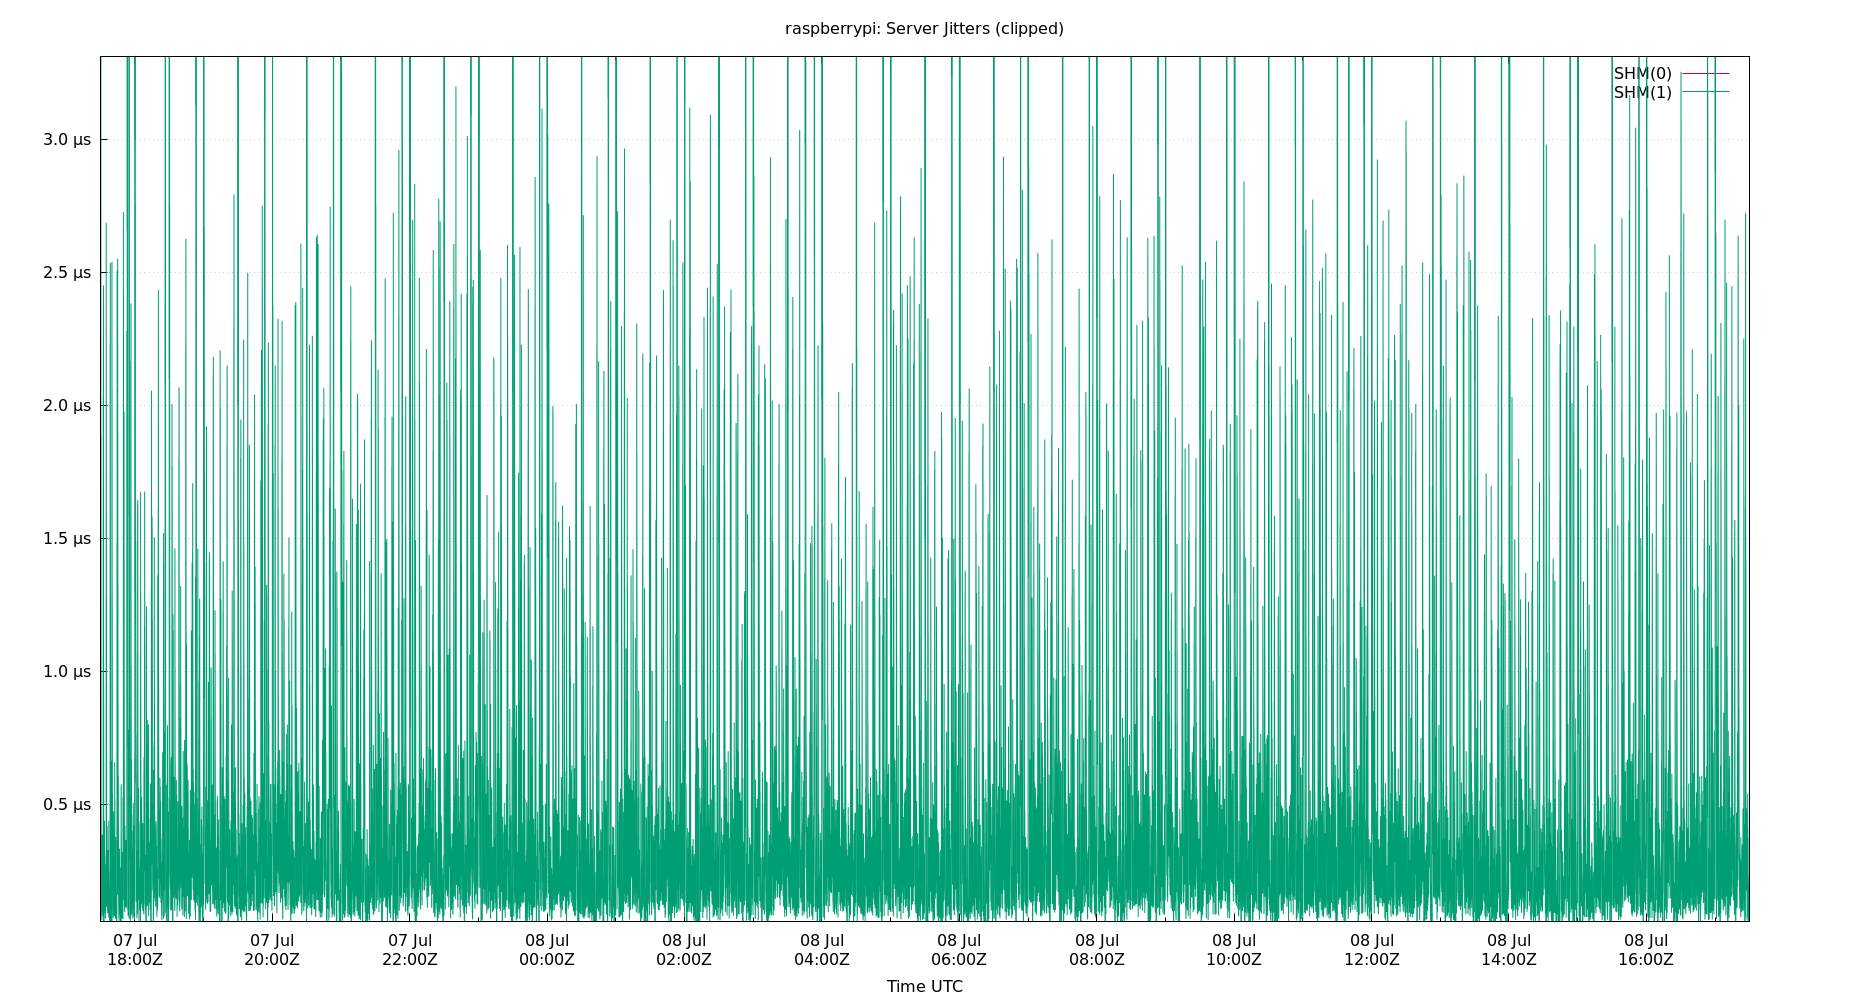 raspberrypi: Server Jitters (clipped)
SHM(0)
SHM(1)
3.0 µs
2.5 µs
2.0 µs
1.5 µs
1.0 µs
0.5 µs
07 Jul 07 Jul 07 Jul 08 Jul 08 Jul 08 Jul 08 Jul 08 Jul 08 Jul 08 Jul 08 Jul 08 Jul
18:00Z 20:00Z 22:00Z 00:00Z 02:00Z 04:00Z 06:00Z 08:00Z 10:00Z 12:00Z 14:00Z 16:00Z
Time UTC